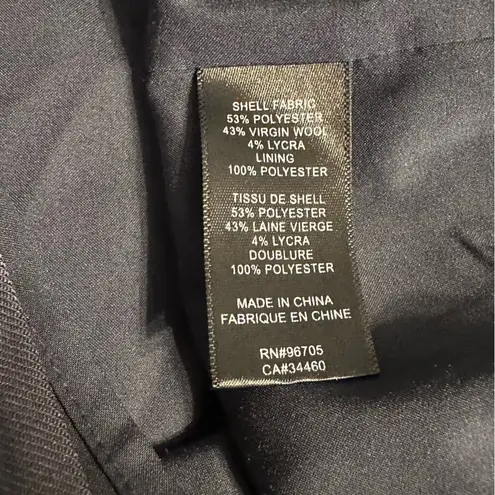 SHELL FABRIC
53% POLYESTER
43% VIRGIN WOOL
4% LYCRA
LINING
100% POLYESTER
TISSU DE SHELL
53% POLYESTER
43% LAINE VIERGE
4% LYCRA
DOUBLURE
100% POLYESTER
MADE IN CHINA
FABRIQUE EN CHINE
RN#96705
CA#34460